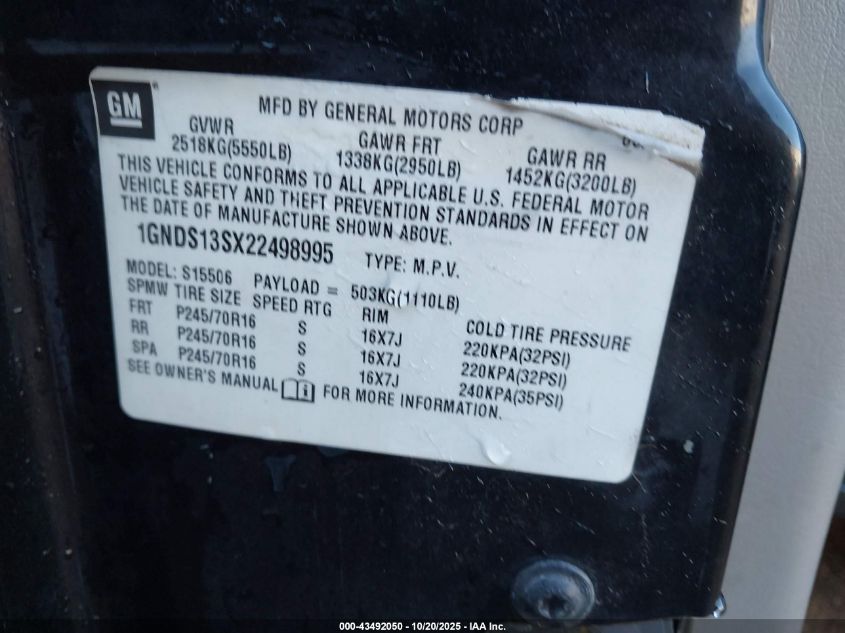 GM
MFD BY GENERAL MOTORS CORP
GVWR GAWR FRT GAWR RR
2518KG(5550LB) 1338KG(2950LB) 1452KG(3200LB)
THIS VEHICLE CONFORMS TO ALL APPLICABLE U.S. FEDERAL MOTOR
VEHICLE SAFETY AND THEFT PREVENTION STANDARDS IN EFFECT ON
THE DATE OF MANUFACTURE SHOWN ABOVE.
1GNDS13SX22498995 TYPE: M.P.V.
MODEL: S15506 PAYLOAD = 503KG(1110LB)
SPMW TIRE SIZE SPEED RTG RIM COLD TIRE PRESSURE
FRT P245/70R16 S 16X7J 220KPA(32PSI)
RR P245/70R16 S 16X7J 220KPA(32PSI)
SPA P245/70R16 S 16X7J 240KPA(35PSI)
SEE OWNER'S MANUAL FOR MORE INFORMATION.
000-43492050 - 10/20/2025 - IAA Inc.